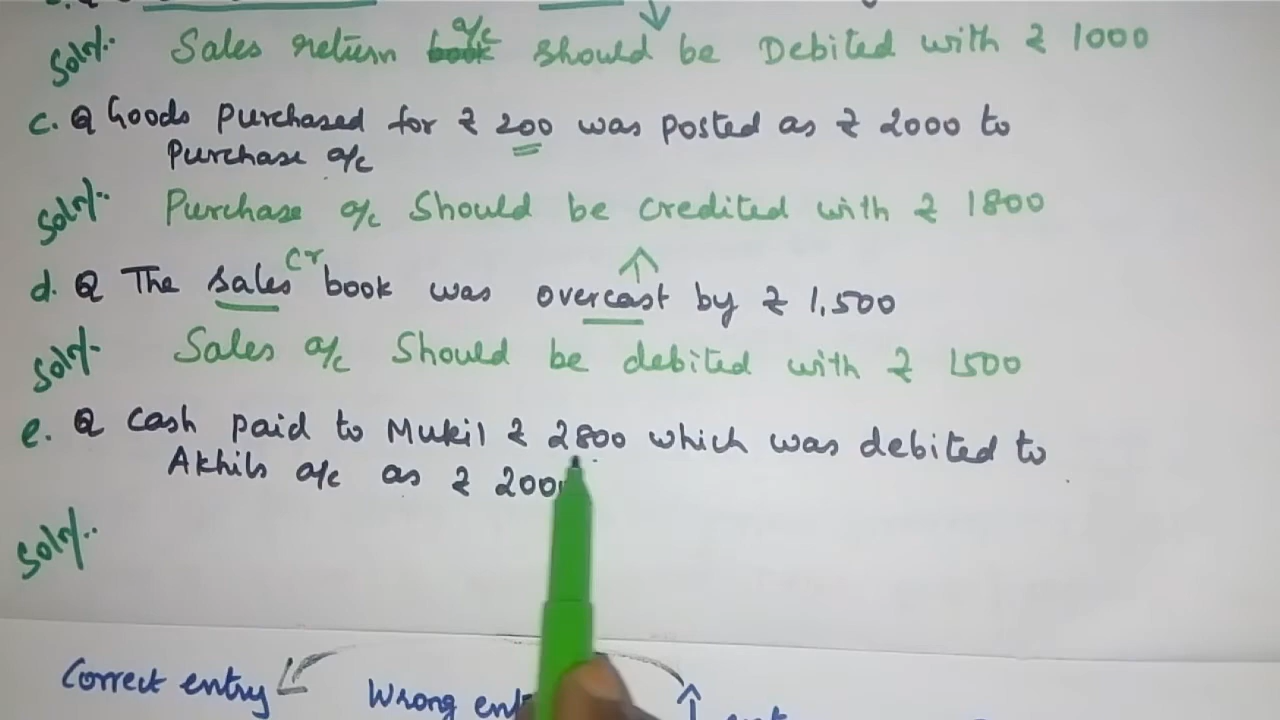 Soln/-. Sales return a/c should be Debited with ₹ 1000
c. Q Goods purchased for ₹ 200 was posted as ₹ 2000 to
Purchase a/c
Soln/-. Purchase a/c should be credited with ₹ 1800
Cr
d. Q The sales book was overcast by ₹ 1,500
Soln/- Sales a/c should be debited with ₹ 1500
e. Q Cash paid to Mukil ₹ 2800 which was debited to
Akhils a/c as ₹ 200
Soln/-.
Correct entry Wrong